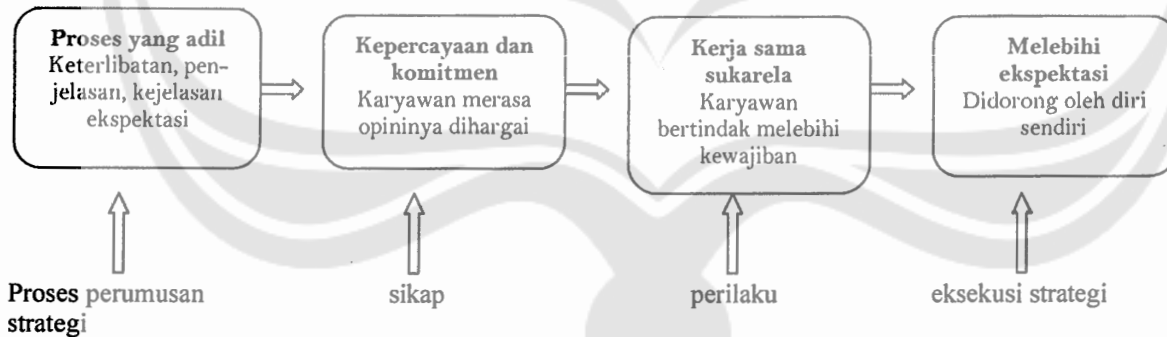 Proses yang adil
Keterlibatan, pen-
jelasan, kejelasan
ekspektasi
Kepercayaan dan
komitmen
Karyawan merasa
opininya dihargai
Kerja sama
sukarela
Karyawan
bertindak melebihi
kewajiban
Melebihi
ekspektasi
Didorong oleh diri
sendiri
Proses perumusan
strategi
sikap
perilaku
eksekusi strategi